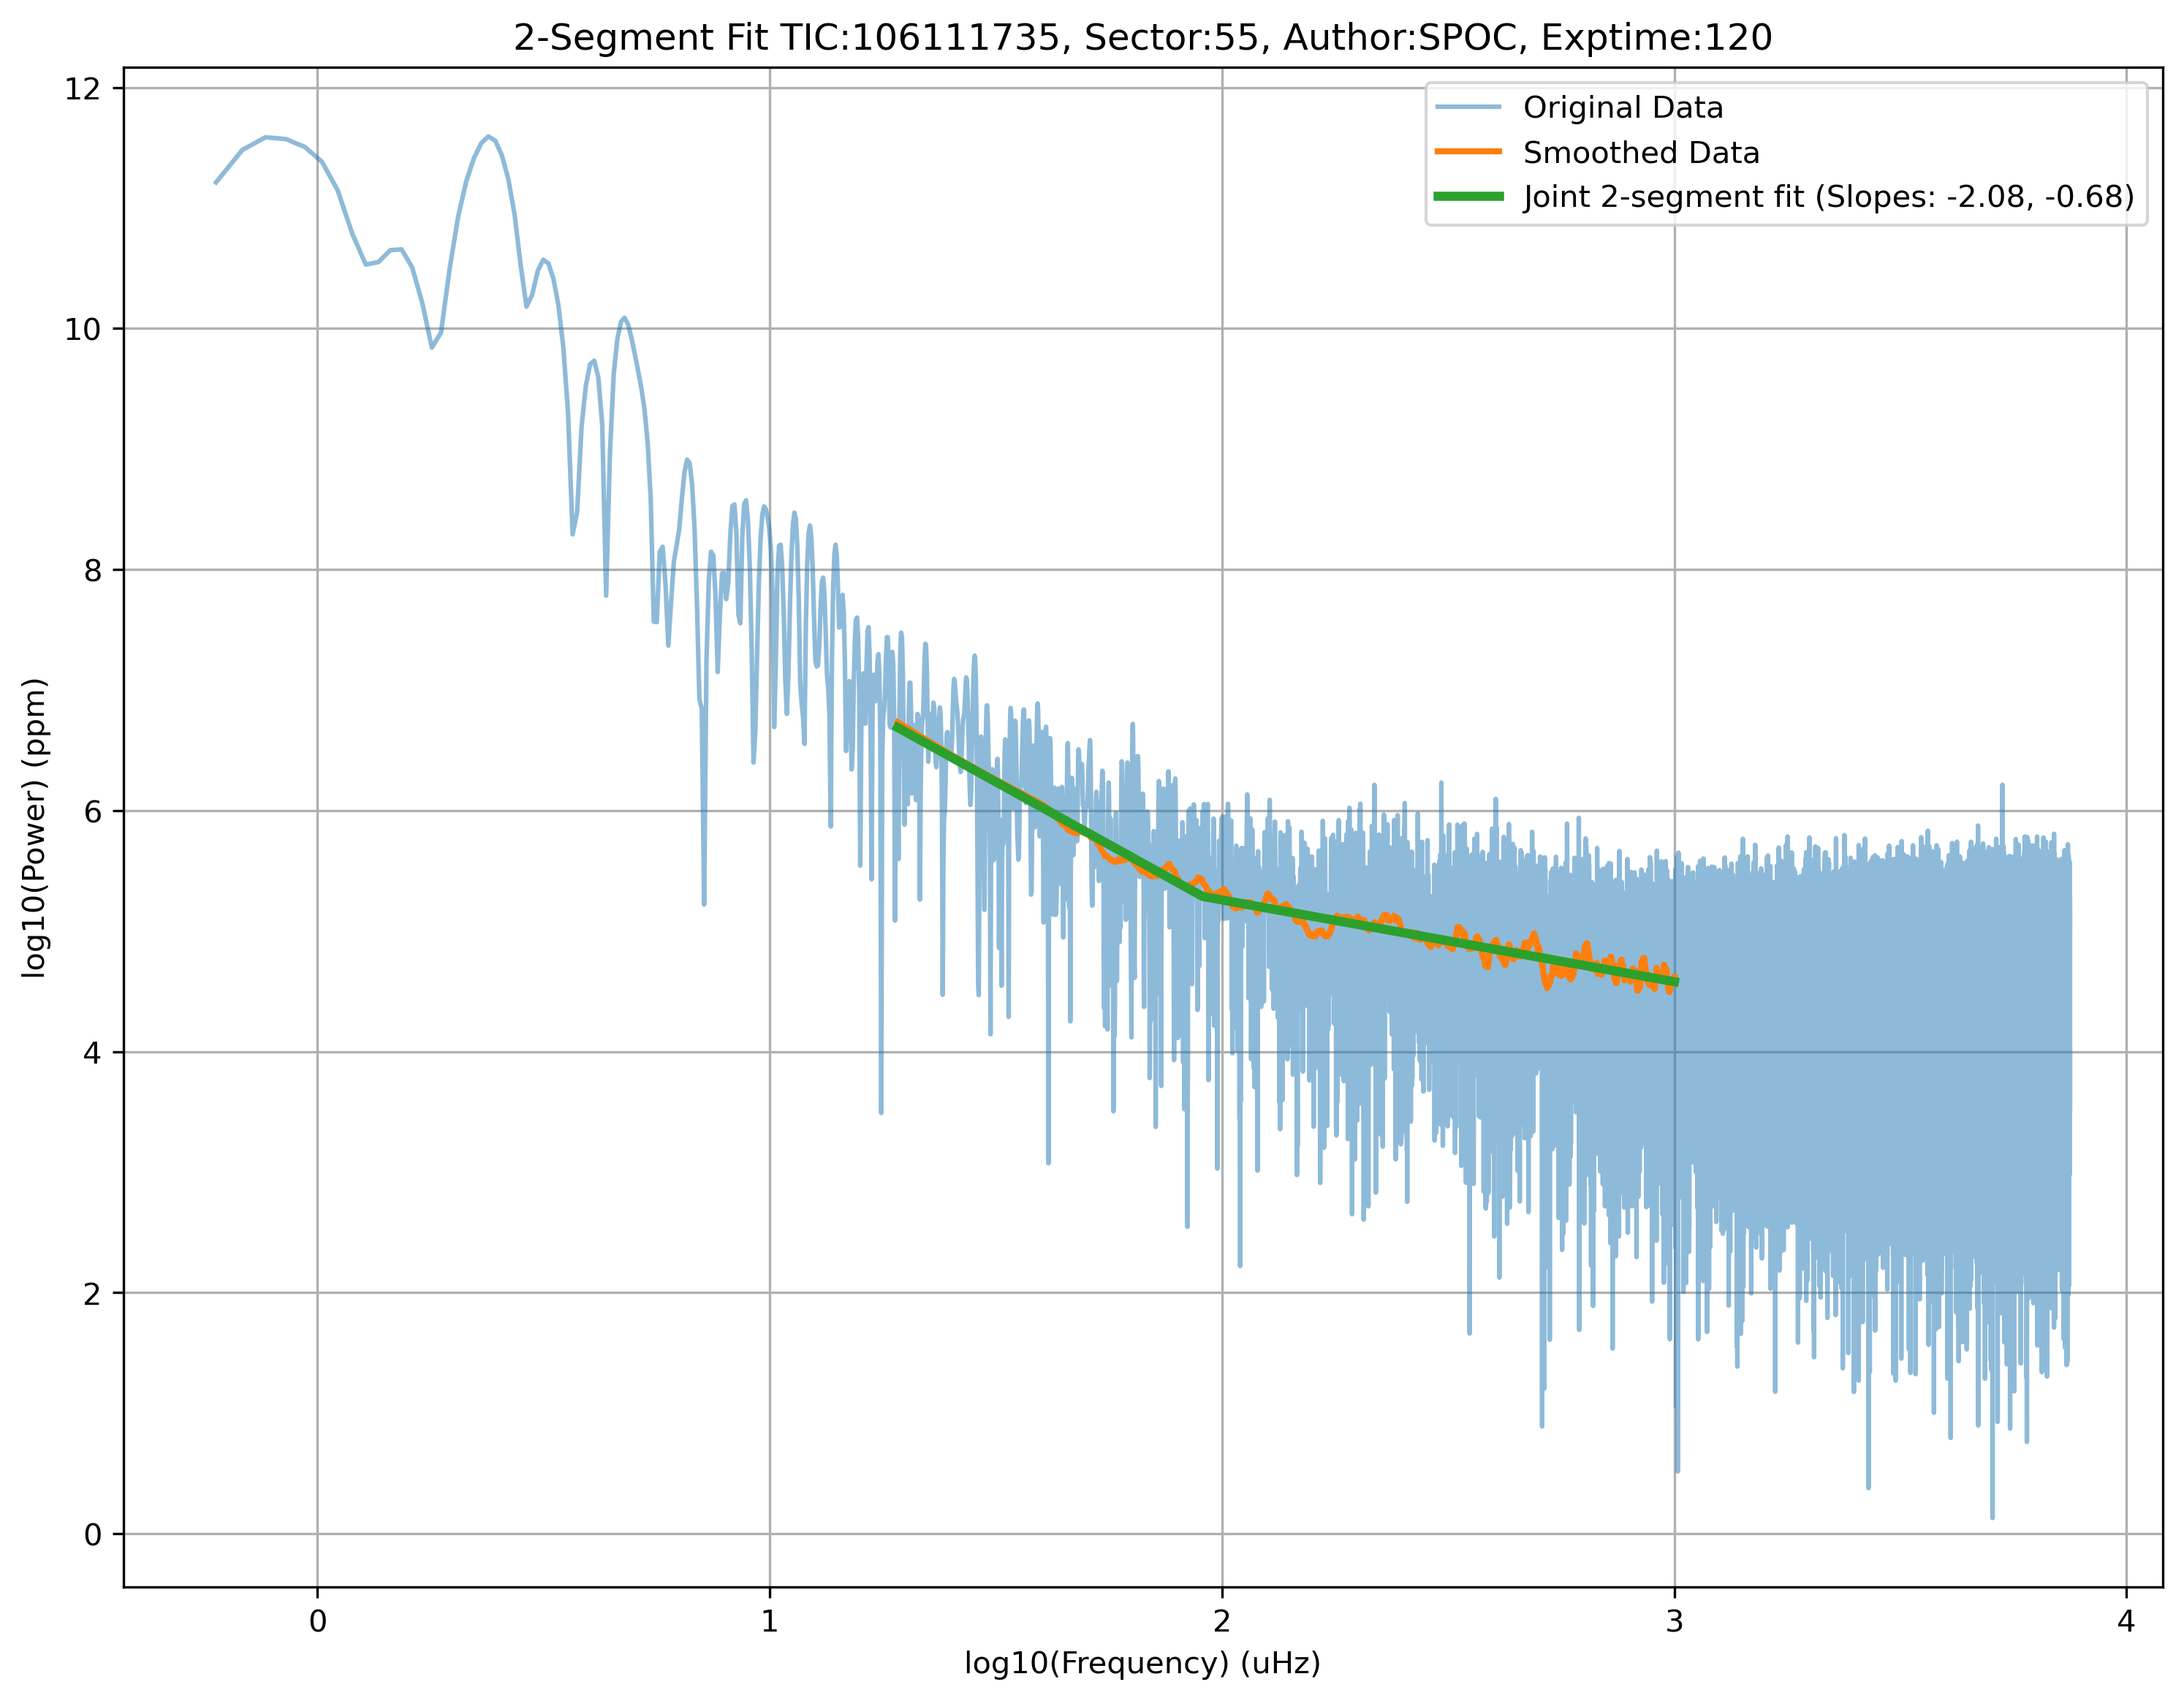 2-Segment Fit TIC:106111735, Sector:55, Author:SPOC, Exptime:120
Original Data
Smoothed Data
Joint 2-segment fit (Slopes: -2.08, -0.68)
log10(Power) (ppm)
12
10
8
6
4
2
0
0 1 2 3 4
log10(Frequency) (uHz)